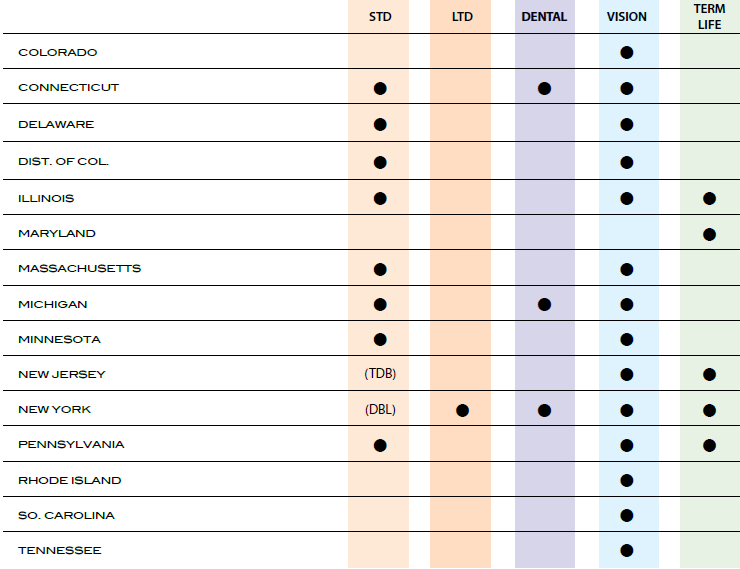 STD LTD DENTAL VISION TERM LIFE
COLORADO ●
CONNECTICUT ● ● ●
DELAWARE ● ●
DIST. OF COL. ● ●
ILLINOIS ● ● ●
MARYLAND ●
MASSACHUSETTS ● ●
MICHIGAN ● ● ●
MINNESOTA ● ●
NEW JERSEY (TDB) ● ●
NEW YORK (DBL) ● ● ● ●
PENNSYLVANIA ● ● ●
RHODE ISLAND ●
SO. CAROLINA ●
TENNESSEE ●